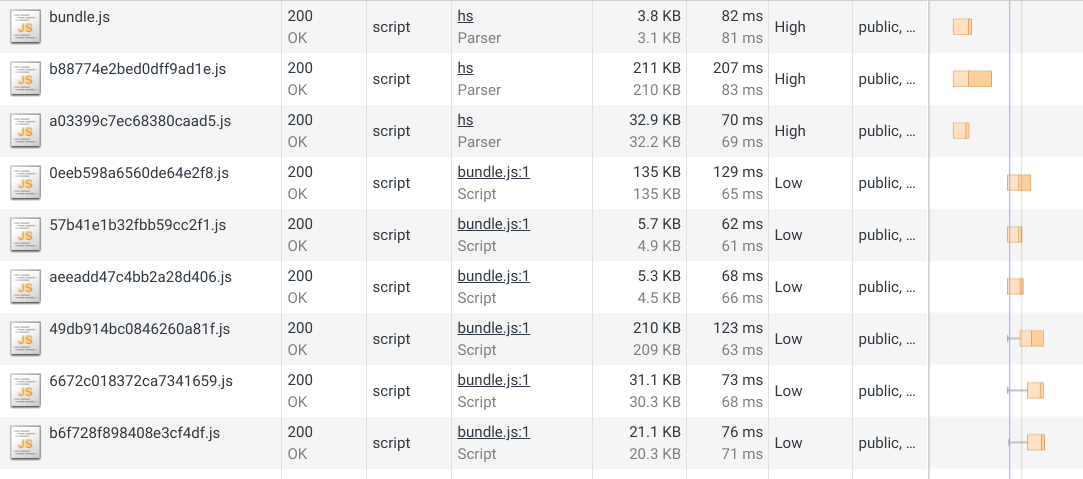 bundle.js 200 hs 3.8 KB 82 ms
JS OK script Parser 3.1 KB 81 ms High public, ...
b88774e2bed0dff9ad1e.js 200 hs 211 KB 207 ms
JS OK script Parser 210 KB 83 ms High public, ...
a03399c7ec68380caad5.js 200 hs 32.9 KB 70 ms
JS OK script Parser 32.2 KB 69 ms High public, ...
0eeb598a6560de64e2f8.js 200 bundle.js:1 135 KB 129 ms
JS OK script Script 135 KB 65 ms Low public, ...
57b41e1b32fbb59cc2f1.js 200 bundle.js:1 5.7 KB 62 ms
JS OK script Script 4.9 KB 61 ms Low public, ...
aeeadd47c4bb2a28d406.js 200 bundle.js:1 5.3 KB 68 ms
JS OK script Script 4.5 KB 66 ms Low public, ...
49db914bc0846260a81f.js 200 bundle.js:1 210 KB 123 ms
JS OK script Script 209 KB 63 ms Low public, ...
6672c018372ca7341659.js 200 bundle.js:1 31.1 KB 73 ms
JS OK script Script 30.3 KB 68 ms Low public, ...
b6f728f898408e3cf4df.js 200 bundle.js:1 21.1 KB 76 ms
JS OK script Script 20.3 KB 71 ms Low public, ...